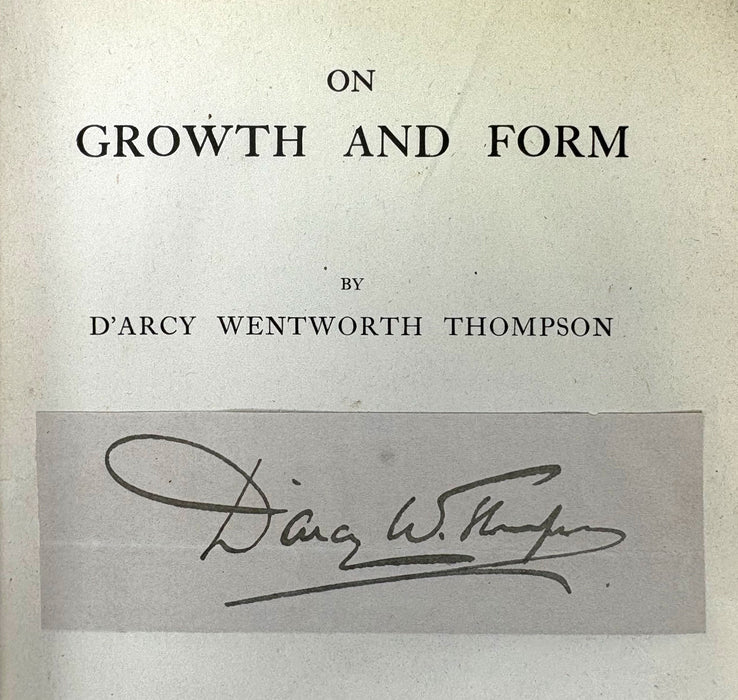 ON
GROWTH AND FORM
BY
D'ARCY WENTWORTH THOMPSON
D'arcy W. Thompson